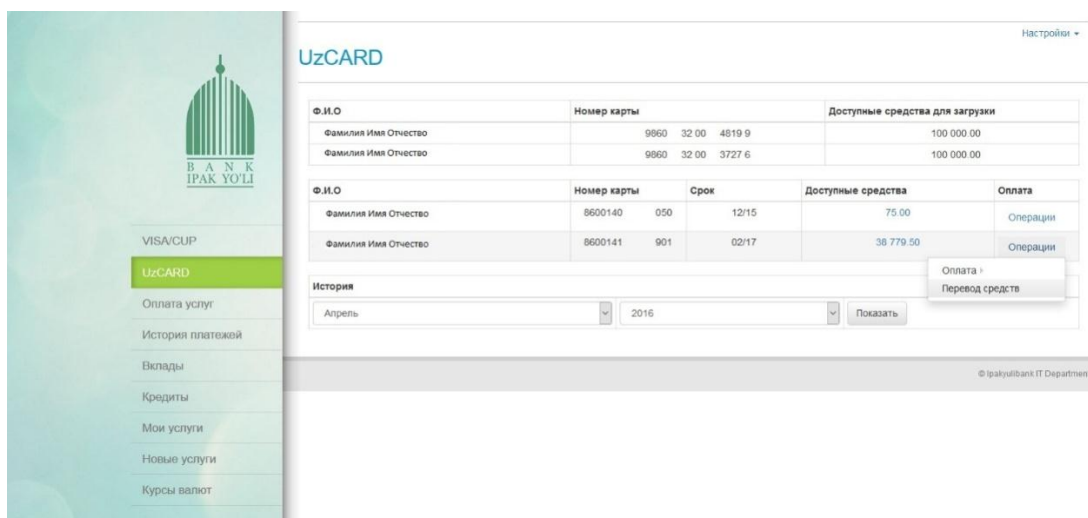 Настройки
UzCARD
Ф.И.О Номер карты Доступные средства для загрузки
Фамилия Имя Отчество 9860 32 00 4819 9 100 000.00
Фамилия Имя Отчество 9860 32 00 3727 6 100 000.00
Ф.И.О Номер карты Срок Доступные средства Оплата
Фамилия Имя Отчество 8600140 050 12/15 75.00 Операции
Фамилия Имя Отчество 8600141 901 02/17 38 779.50 Операции
Оплата
Перевод средств
История
Апрель 2016 Показать
© Ipakyulibank IT Departmen
BANK
IPAK YO'LI
VISA/CUP
UzCARD
Оплата услуг
История платежей
Вклады
Кредиты
Мои услуги
Новые услуги
Курсы валют